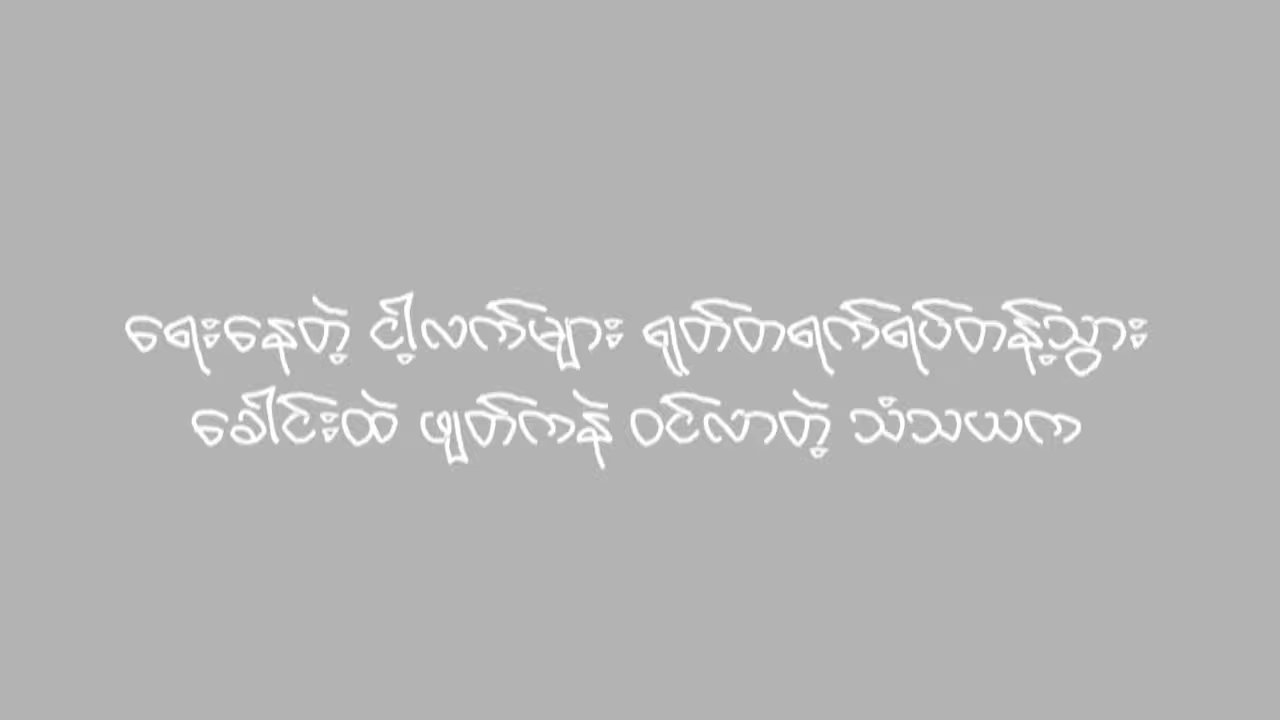 ရေးနေတဲ့ ငါ့လက်များ ရုတ်တရက်ရပ်တန့်သွား
ခေါင်းထဲ ဖျတ်ကနဲ ဝင်လာတဲ့ သံသယက